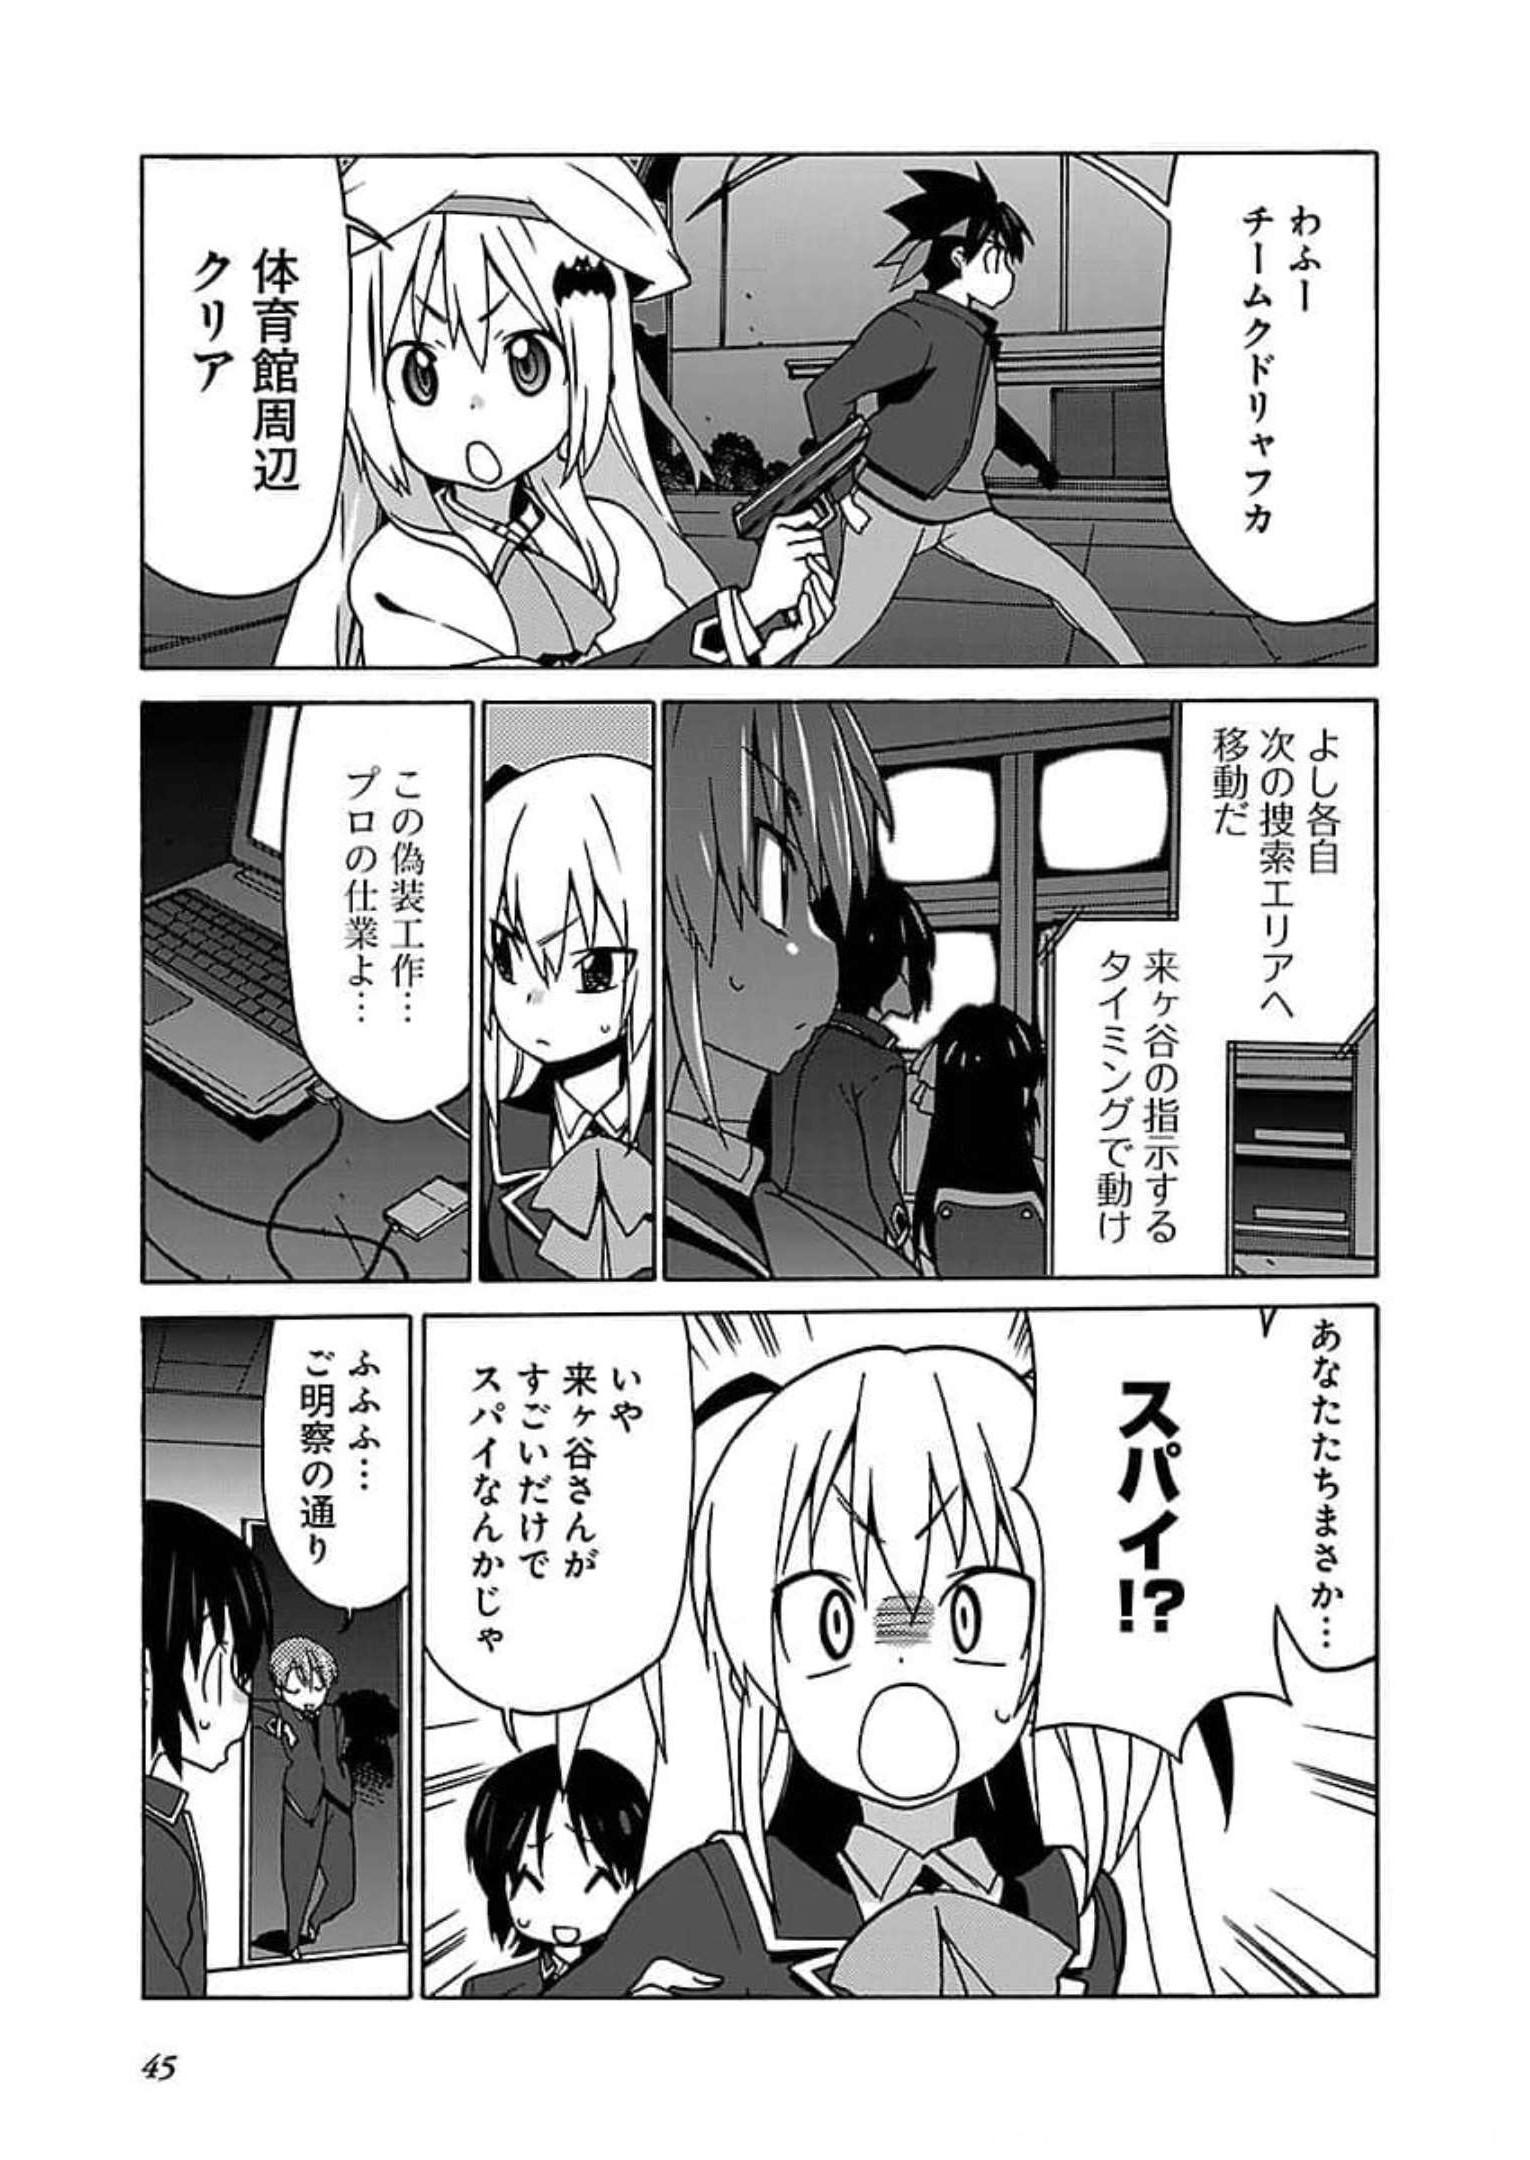 わふー
チームクドリャフカ
体育館周辺
クリア
よし各自
次の捜索エリアへ
移動だ
来ヶ谷の指示する
タイミングで動け
この偽装工作…
プロの仕業よ…
あなたたちまさか…
スパイ!?
いや
来ヶ谷さんが
すごいだけで
スパイなんかじゃ
ふふふ…
ご明察の通り
45